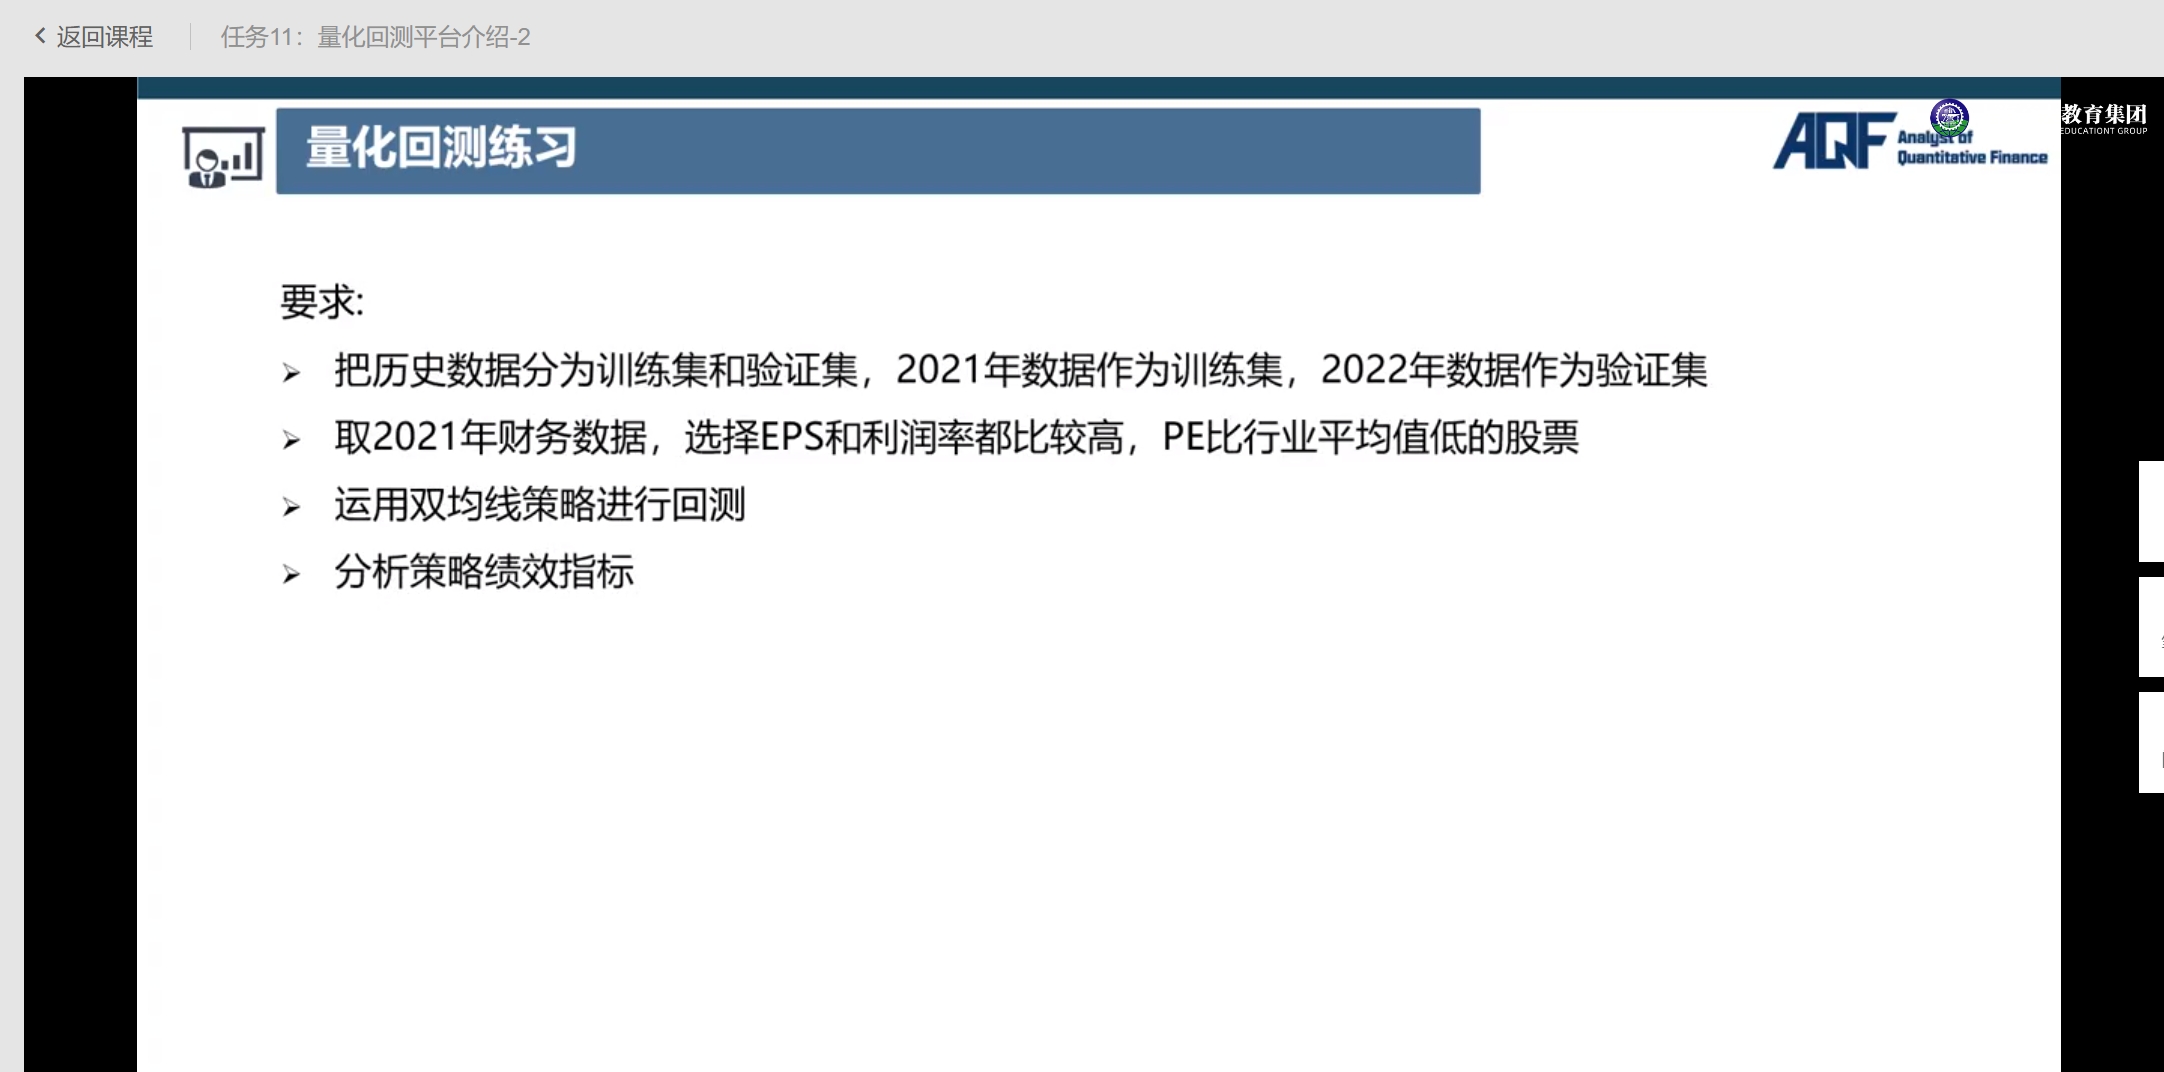 返回课程
任务11：量化回测平台介绍-2
量化回测练习
AQF Analyst of
Quantitative Finance
教育集团
EDUCATIONT GROUP
要求:
➢ 把历史数据分为训练集和验证集，2021年数据作为训练集，2022年数据作为验证集
➢ 取2021年财务数据，选择EPS和利润率都比较高，PE比行业平均值低的股票
➢ 运用双均线策略进行回测
➢ 分析策略绩效指标